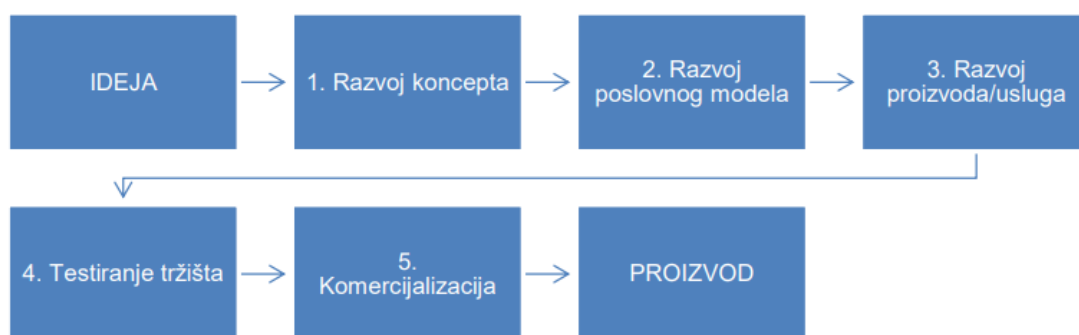 IDEJA
1. Razvoj koncepta
2. Razvoj
poslovnog modela
3. Razvoj
proizvoda/usluga
4. Testiranje tržišta
5.
Komercijalizacija
PROIZVOD